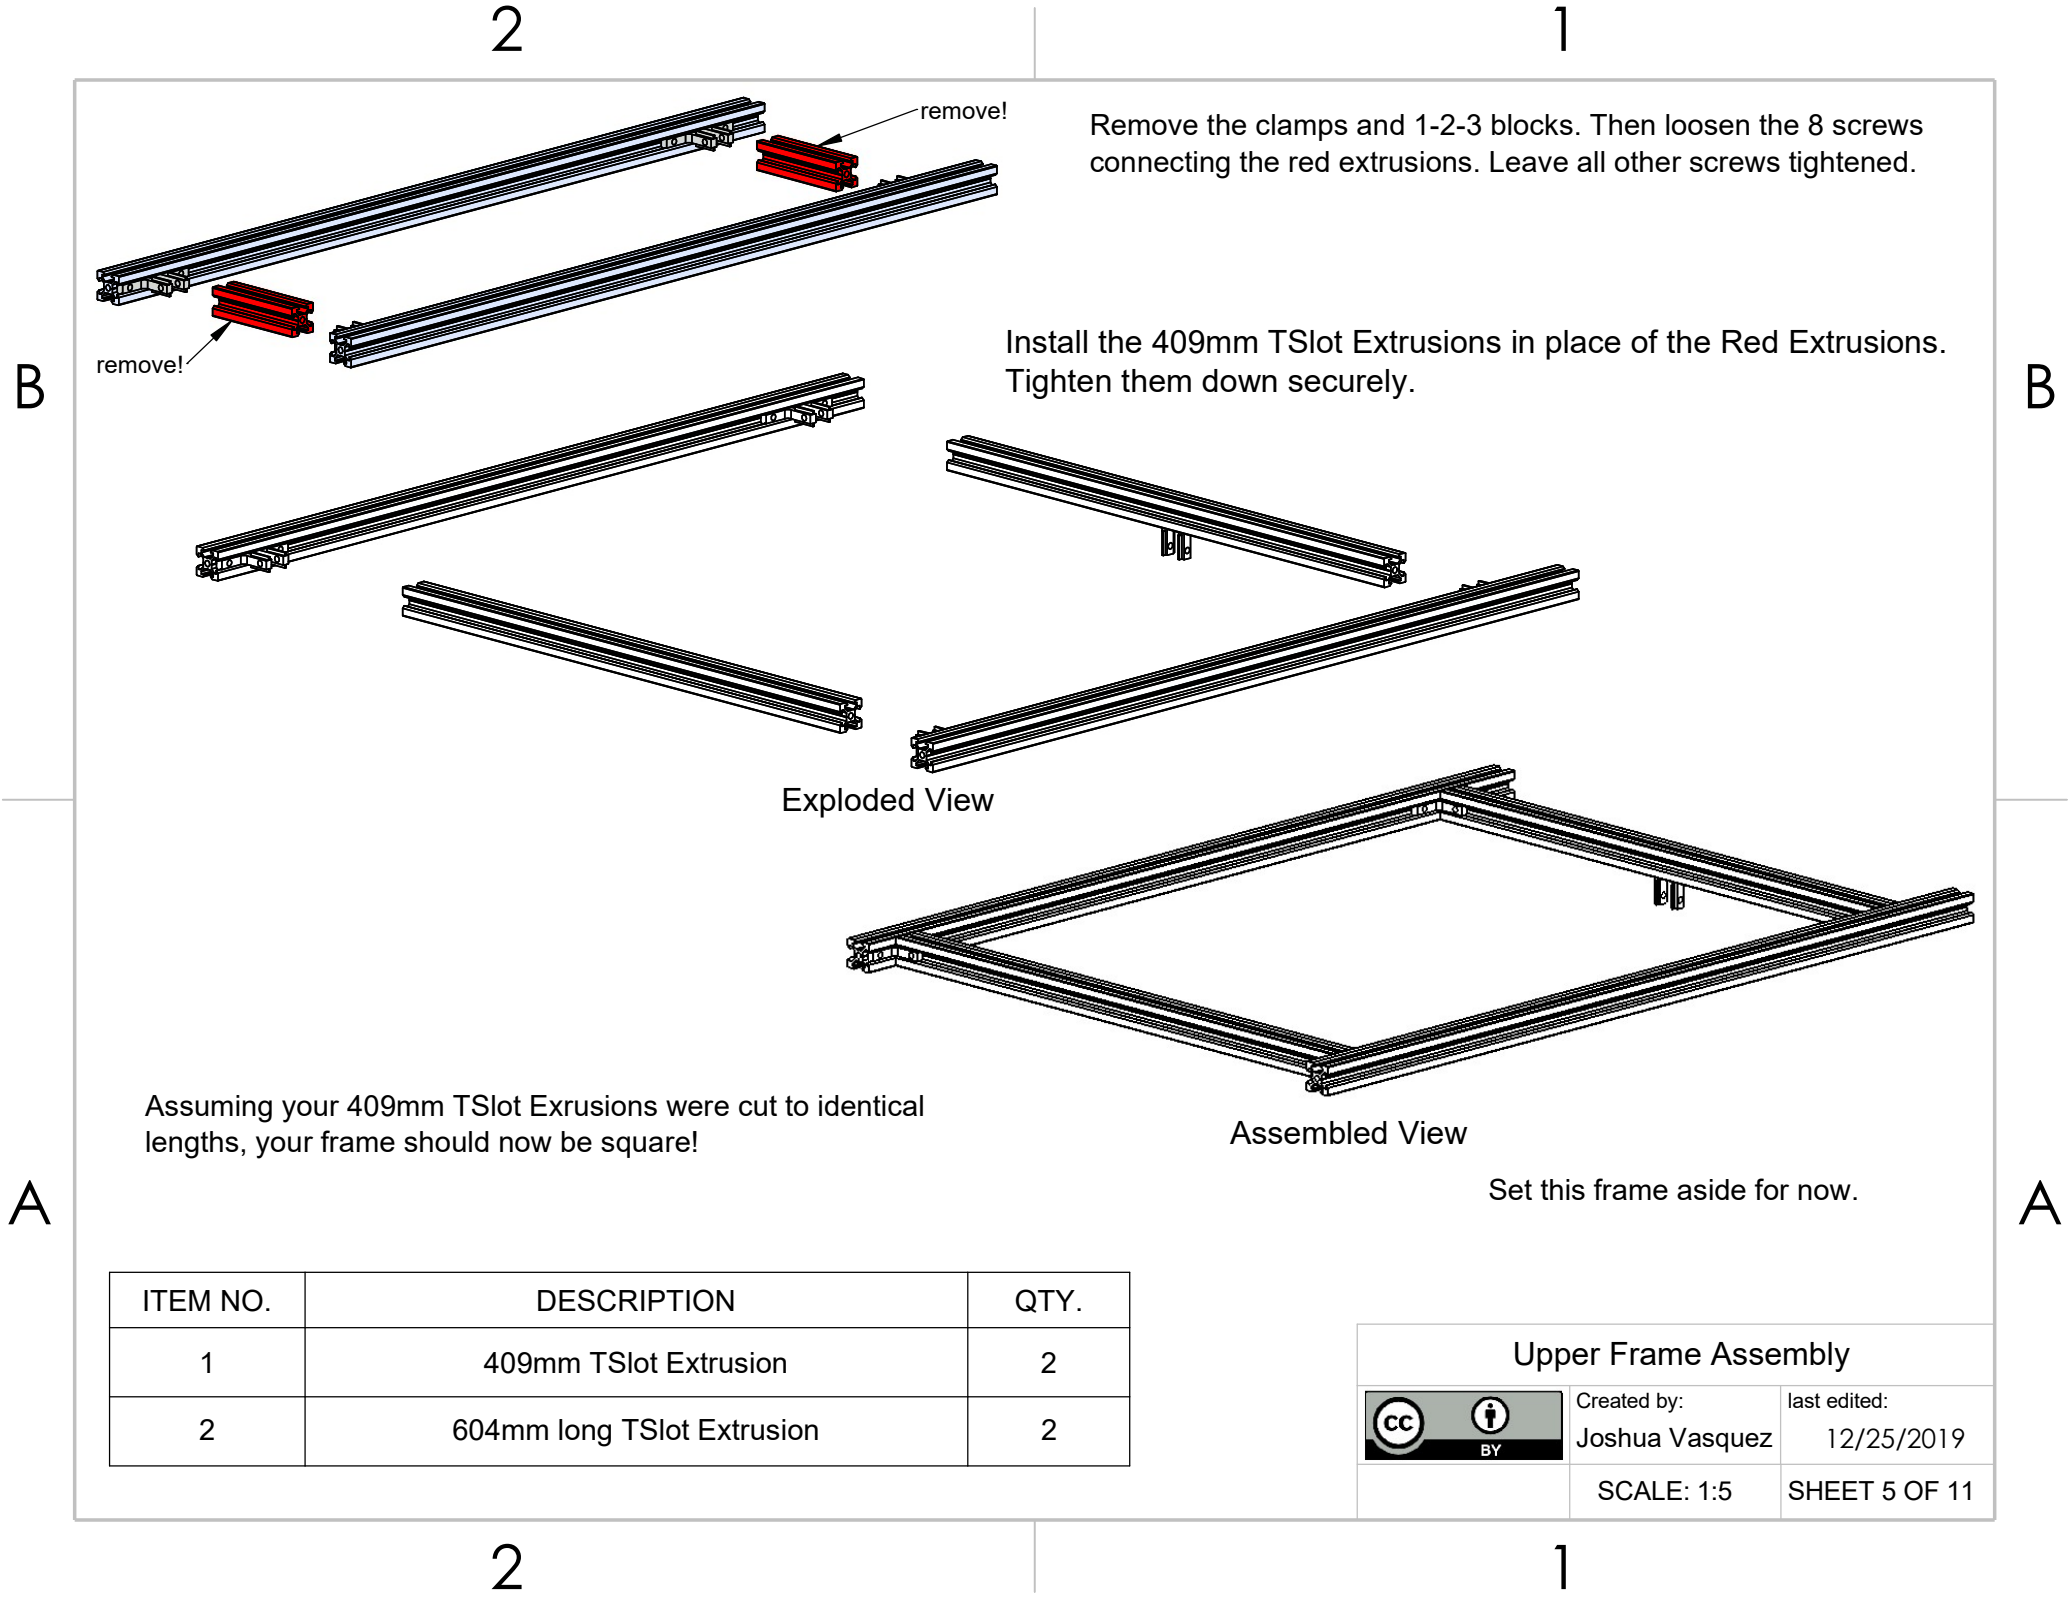 2
1
remove!
Remove the clamps and 1-2-3 blocks. Then loosen the 8 screws
connecting the red extrusions. Leave all other screws tightened.
remove!
Install the 409mm TSlot Extrusions in place of the Red Extrusions.
Tighten them down securely.
B
B
Exploded View
Assuming your 409mm TSlot Exrusions were cut to identical
lengths, your frame should now be square!
Assembled View
Set this frame aside for now.
A
A
ITEM NO. DESCRIPTION QTY.
1 409mm TSlot Extrusion 2
2 604mm long TSlot Extrusion 2
Upper Frame Assembly
cc BY
Created by:
Joshua Vasquez
last edited:
12/25/2019
SCALE: 1:5
SHEET 5 OF 11
2
1